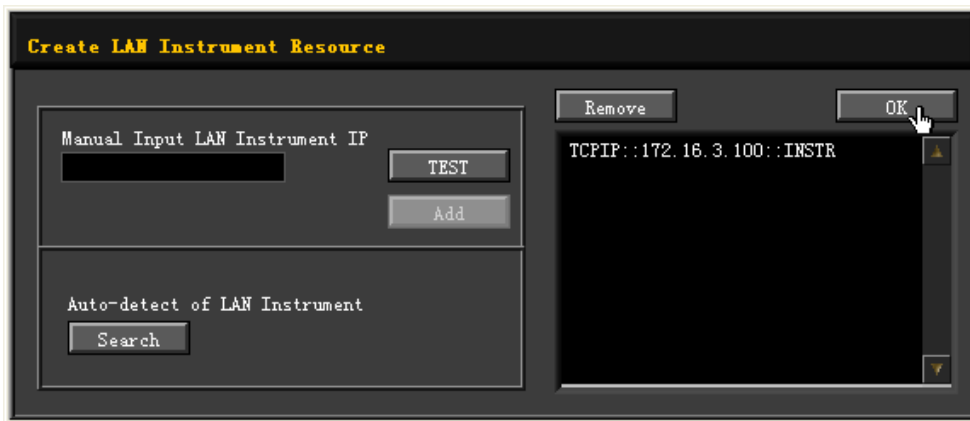 Create LAN Instrument Resource
Manual Input LAN Instrument IP
TEST
Add
Auto-detect of LAN Instrument
Search
Remove
OK
TCPIP::172.16.3.100::INSTR